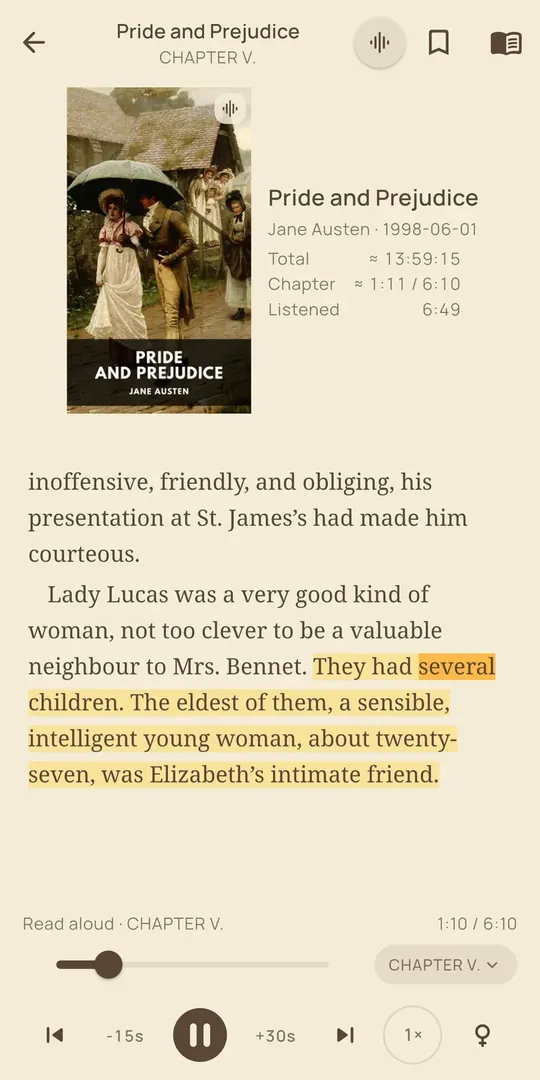 Pride and Prejudice
CHAPTER V.
PRIDE
AND PREJUDICE
JANE AUSTEN
Pride and Prejudice
Jane Austen · 1998-06-01
Total ≈ 13:59:15
Chapter ≈ 1:11 / 6:10
Listened 6:49
inoffensive, friendly, and obliging, his
presentation at St. James’s had made him
courteous.
Lady Lucas was a very good kind of
woman, not too clever to be a valuable
neighbour to Mrs. Bennet. They had several
children. The eldest of them, a sensible,
intelligent young woman, about twenty-
seven, was Elizabeth’s intimate friend.
Read aloud · CHAPTER V. 1:10 / 6:10
CHAPTER V.
-15s +30s 1×